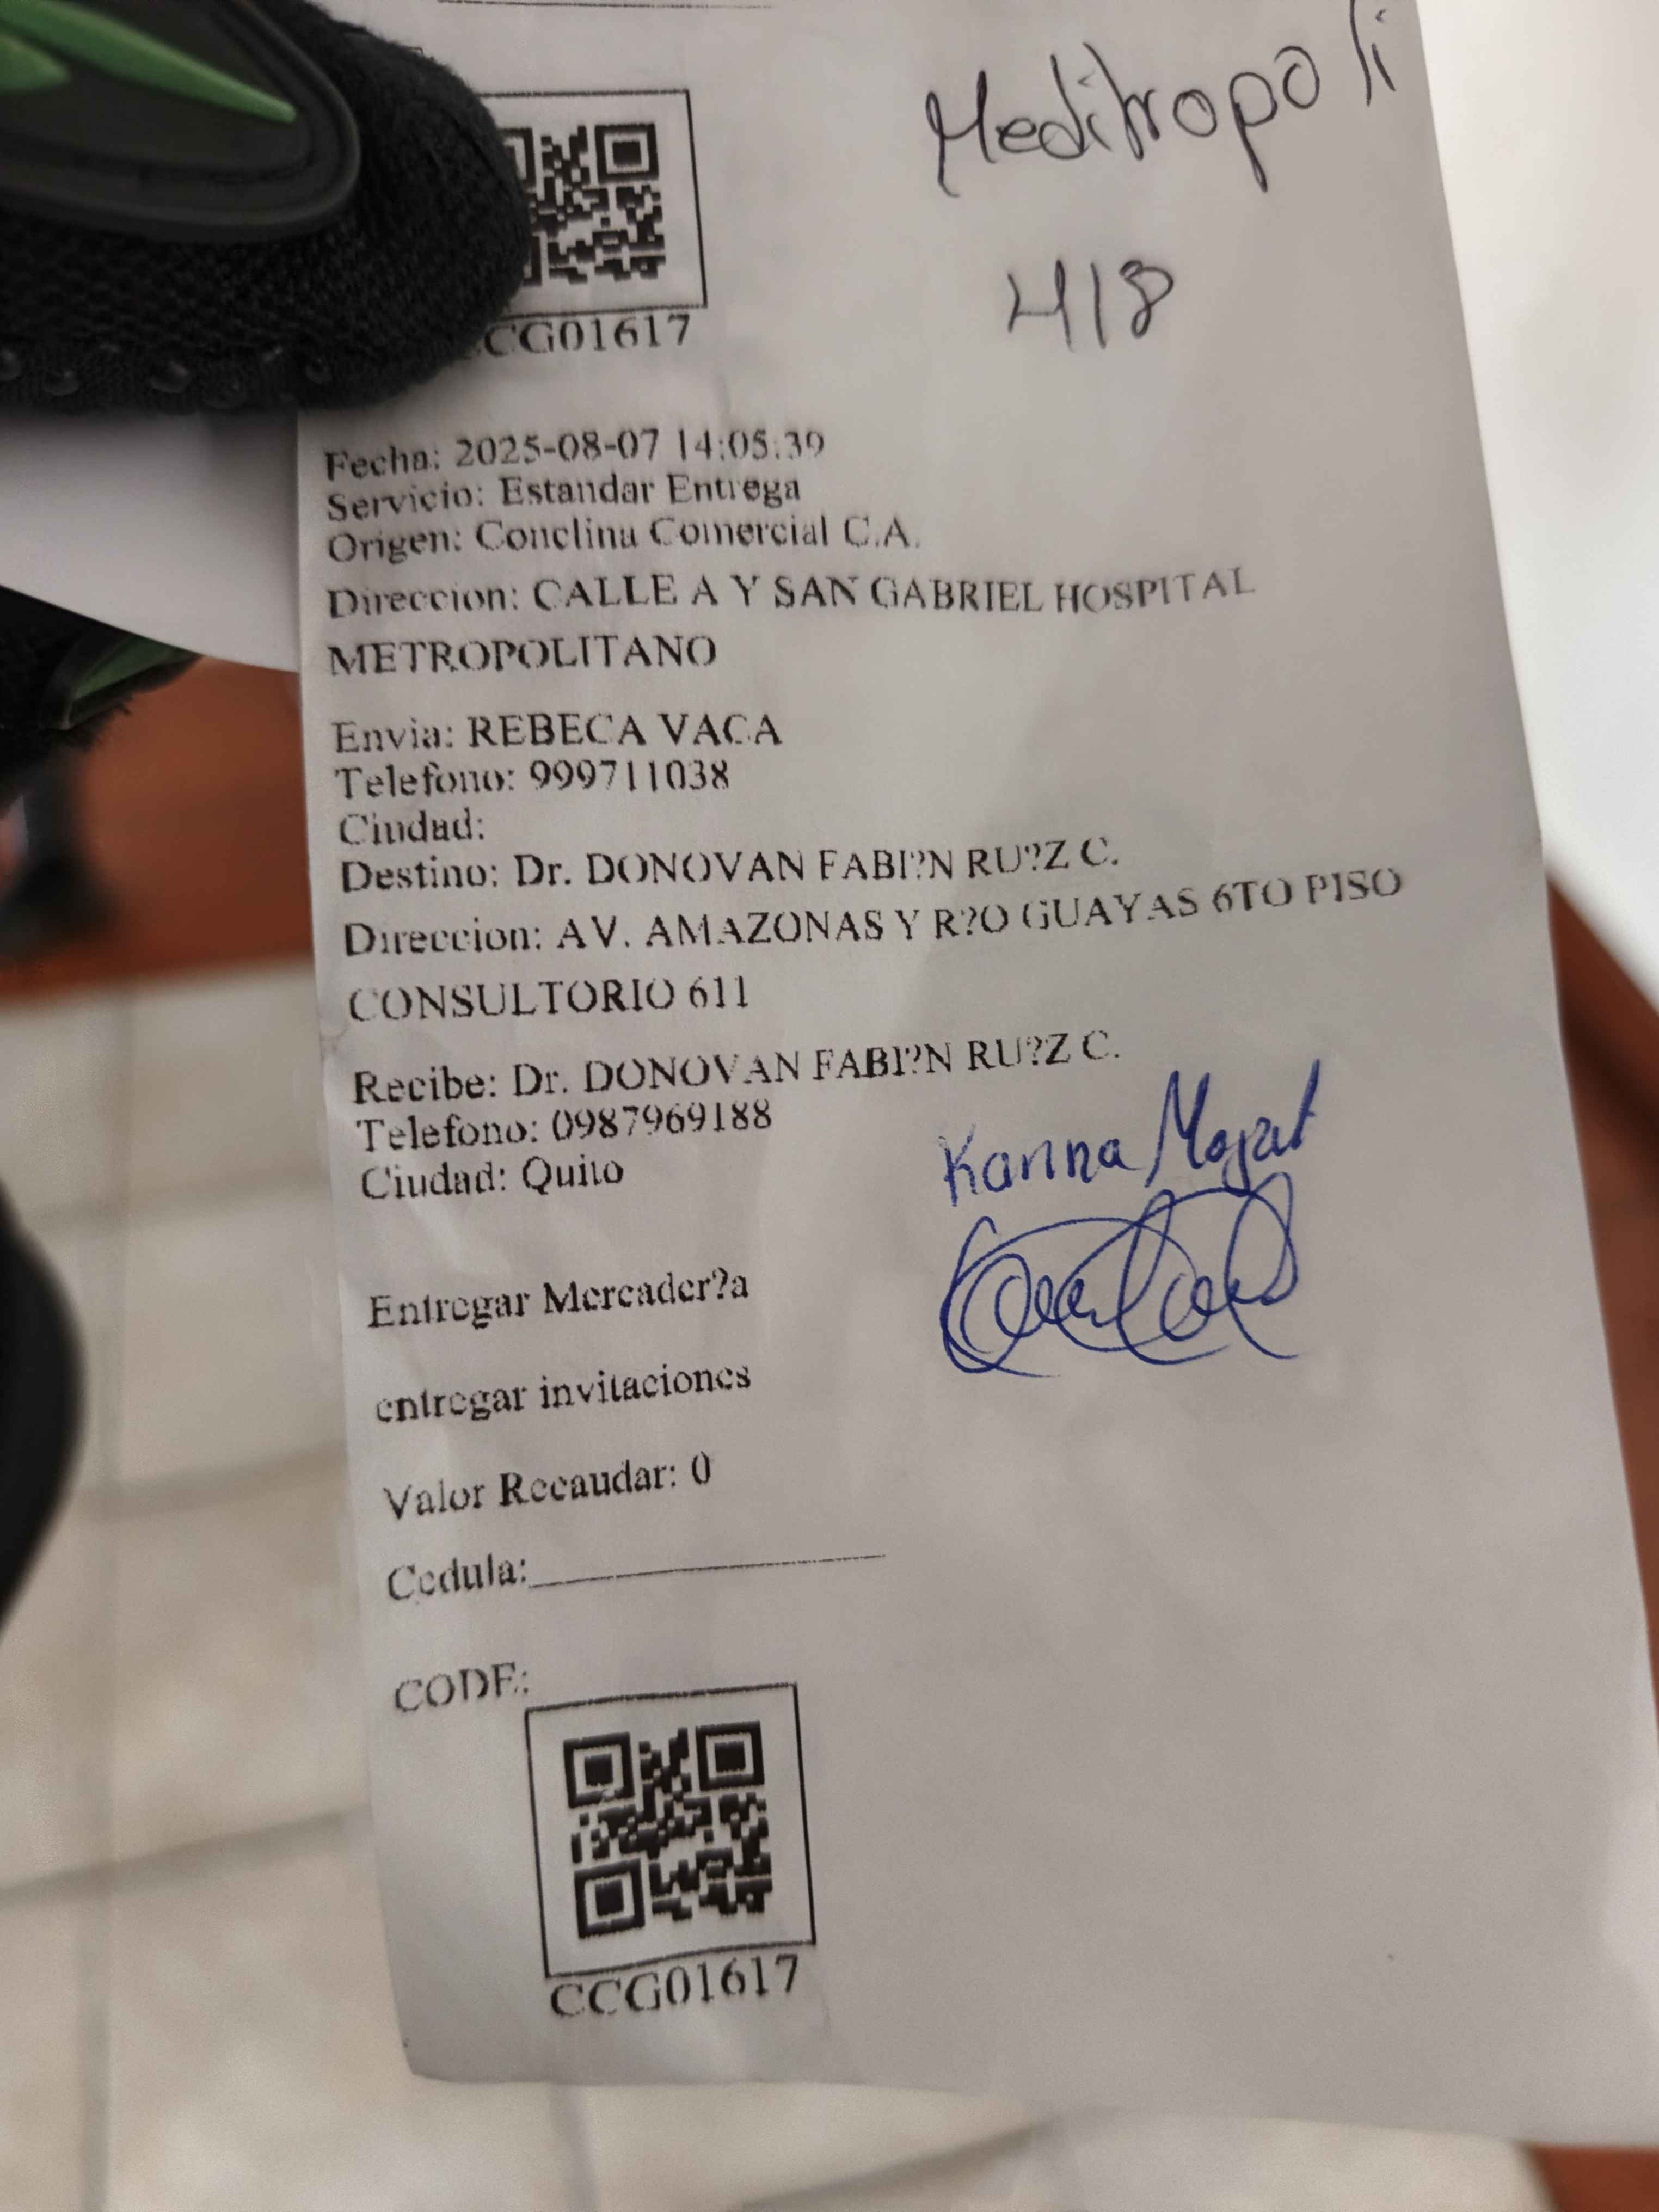 Meditropoli
418
CCG01617
Fecha: 2025-08-07 14:05:39
Servicio: Estandar Entrega
Origen: Conclina Comercial C.A.
Direccion: CALLE A Y SAN GABRIEL HOSPITAL
METROPOLITANO
Envia: REBECA VACA
Telefono: 999711038
Ciudad:
Destino: Dr. DONOVAN FABI?N RU?Z C.
Direccion: AV. AMAZONAS Y R?O GUAYAS 6TO PISO
CONSULTORIO 611
Recibe: Dr. DONOVAN FABI?N RU?Z C.
Telefono: 0987969188
Ciudad: Quito
Karina
Entregar Mercader?a
entregar invitaciones
Valor Recaudar: 0
Cedula:
CODE:
CCG01617